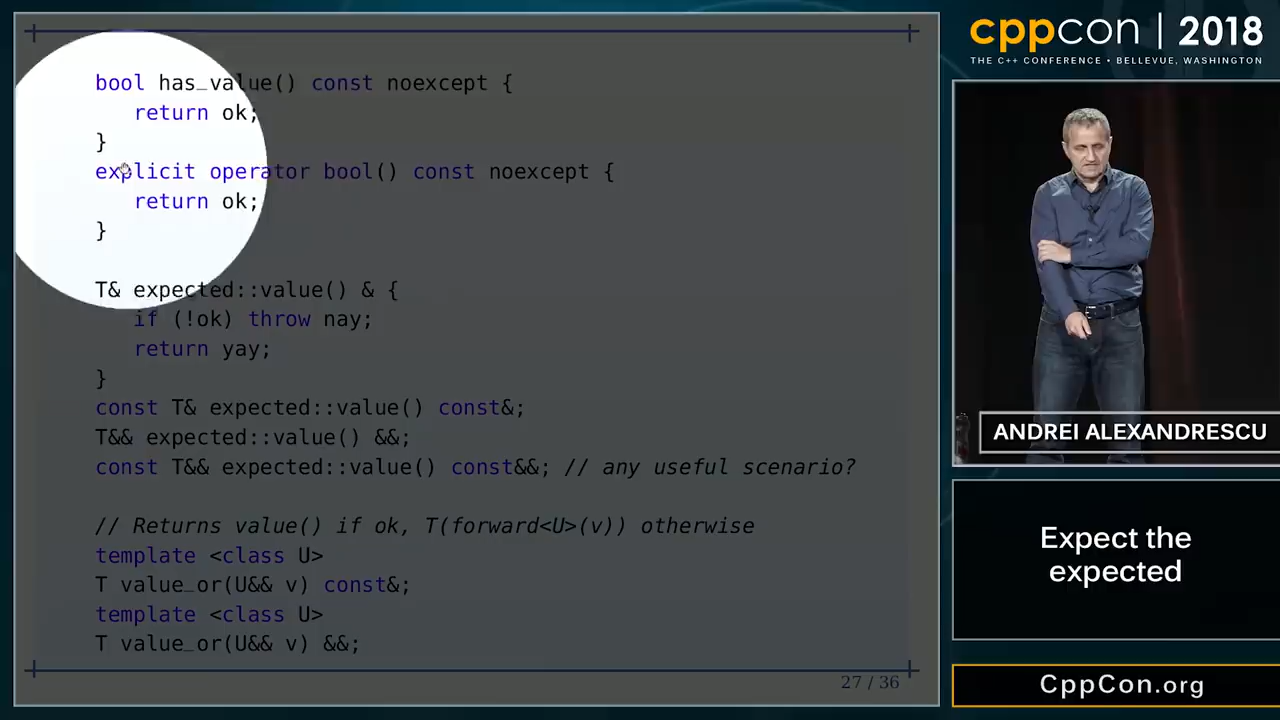 bool has_value() const noexcept {
return ok;
}
explicit operator bool() const noexcept {
return ok;
}
T& expected::value() & {
if (!ok) throw nay;
return yay;
}
const T& expected::value() const&;
T&& expected::value() &&;
const T&& expected::value() const&&; // any useful scenario?
// Returns value() if ok, T(forward<U>(v)) otherwise
template <class U>
T value_or(U&& v) const&;
template <class U>
T value_or(U&& v) &&;
27 / 36
cppcon | 2018
THE C++ CONFERENCE • BELLEVUE, WASHINGTON
ANDREI ALEXANDRESCU
Expect the
expected
CppCon.org